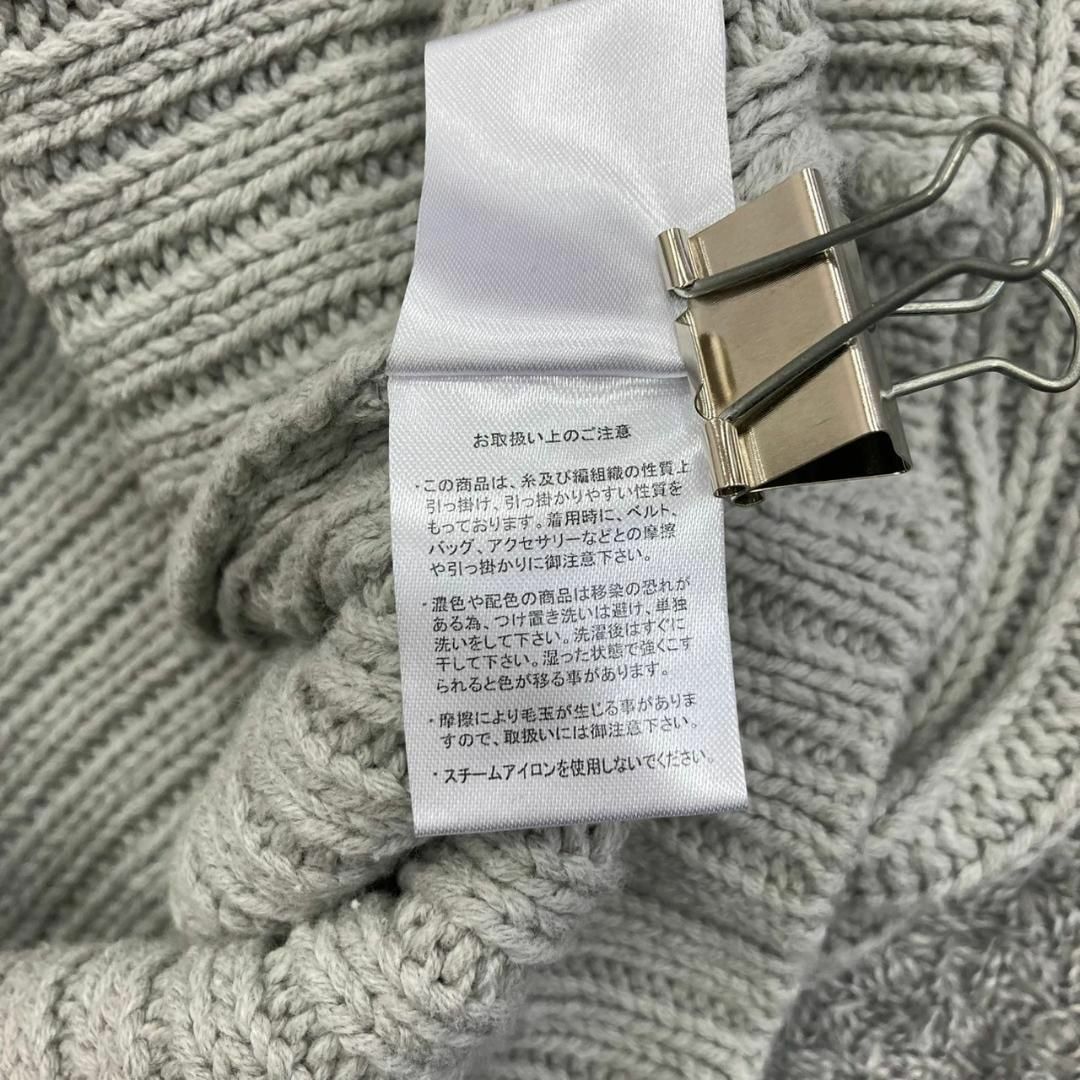 お取扱い上のご注意
・この商品は、糸及び編組織の性質上
引っ掛け、引っ掛かりやすい性質を
もっております。着用時に、ベルト、
バッグ、アクセサリーなどとの摩擦
や引っ掛かりに御注意下さい。
・濃色や配色の商品は移染の恐れが
ある為、つけ置き洗いは避け、単独
洗いをして下さい。洗濯後はすぐに
干して下さい。湿った状態で強くこす
られると色が移る事があります。
・摩擦により毛玉が生じる事がありま
すので、取扱いには御注意下さい。
・スチームアイロンを使用しないでください。